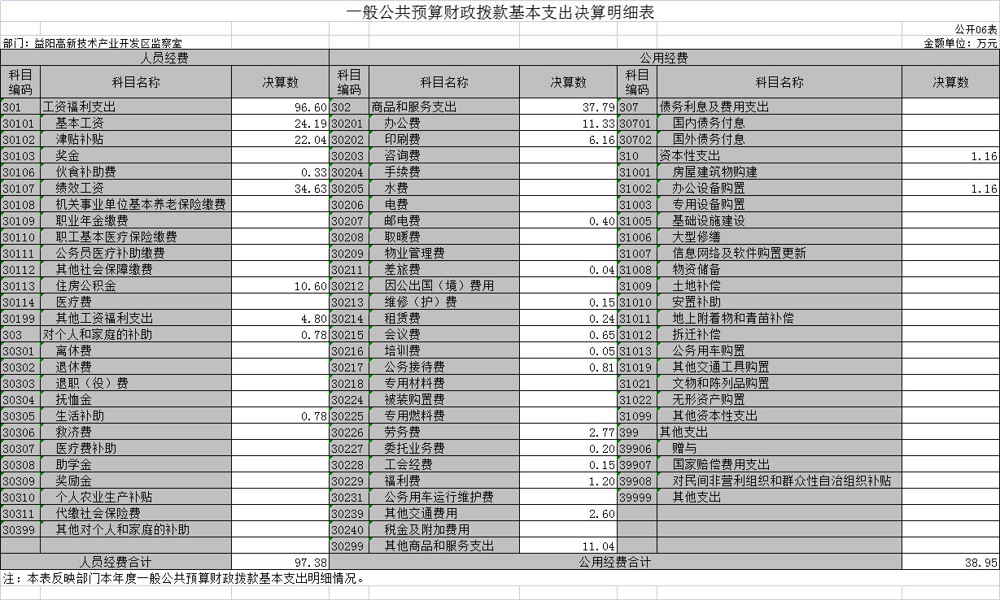 一般公共预算财政拨款基本支出决算明细表
公开06表
部门：益阳高新技术产业开发区监察室 金额单位：万元
人员经费 公用经费
科目编码 科目名称 决算数 科目编码 科目名称 决算数 科目编码 科目名称 决算数
301 工资福利支出 96.60 302 商品和服务支出 37.79 307 债务利息及费用支出
30101 基本工资 24.19 30201 办公费 11.33 30701 国内债务付息
30102 津贴补贴 22.04 30202 印刷费 6.16 30702 国外债务付息
30103 奖金 30203 咨询费 310 资本性支出 1.16
30106 伙食补助费 0.33 30204 手续费 31001 房屋建筑物购建
30107 绩效工资 34.63 30205 水费 31002 办公设备购置 1.16
30108 机关事业单位基本养老保险缴费 30206 电费 31003 专用设备购置
30109 职业年金缴费 30207 邮电费 0.40 31005 基础设施建设
30110 职工基本医疗保险缴费 30208 取暖费 31006 大型修缮
30111 公务员医疗补助缴费 30209 物业管理费 31007 信息网络及软件购置更新
30112 其他社会保障缴费 30211 差旅费 0.04 31008 物资储备
30113 住房公积金 10.60 30212 因公出国（境）费用 31009 土地补偿
30114 医疗费 30213 维修（护）费 0.15 31010 安置补助
30199 其他工资福利支出 4.80 30214 租赁费 0.24 31011 地上附着物和青苗补偿
303 对个人和家庭的补助 0.78 30215 会议费 0.65 31012 拆迁补偿
30301 离休费 30216 培训费 0.05 31013 公务用车购置
30302 退休费 30217 公务接待费 0.81 31019 其他交通工具购置
30303 退职（役）费 30218 专用材料费 31021 文物和陈列品购置
30304 抚恤金 30224 被装购置费 31022 无形资产购置
30305 生活补助 0.78 30225 专用燃料费 31099 其他资本性支出
30306 救济费 30226 劳务费 2.77 399 其他支出
30307 医疗费补助 30227 委托业务费 0.20 39906 赠与
30308 助学金 30228 工会经费 0.15 39907 国家赔偿费用支出
30309 奖励金 30229 福利费 1.20 39908 对民间非营利组织和群众性自治组织补贴
30310 个人农业生产补贴 30231 公务用车运行维护费 39999 其他支出
30311 代缴社会保险费 30239 其他交通费用 2.60
30399 其他对个人和家庭的补助 30240 税金及附加费用
30299 其他商品和服务支出 11.04
人员经费合计 97.38 公用经费合计 38.95
注：本表反映部门本年度一般公共预算财政拨款基本支出明细情况。